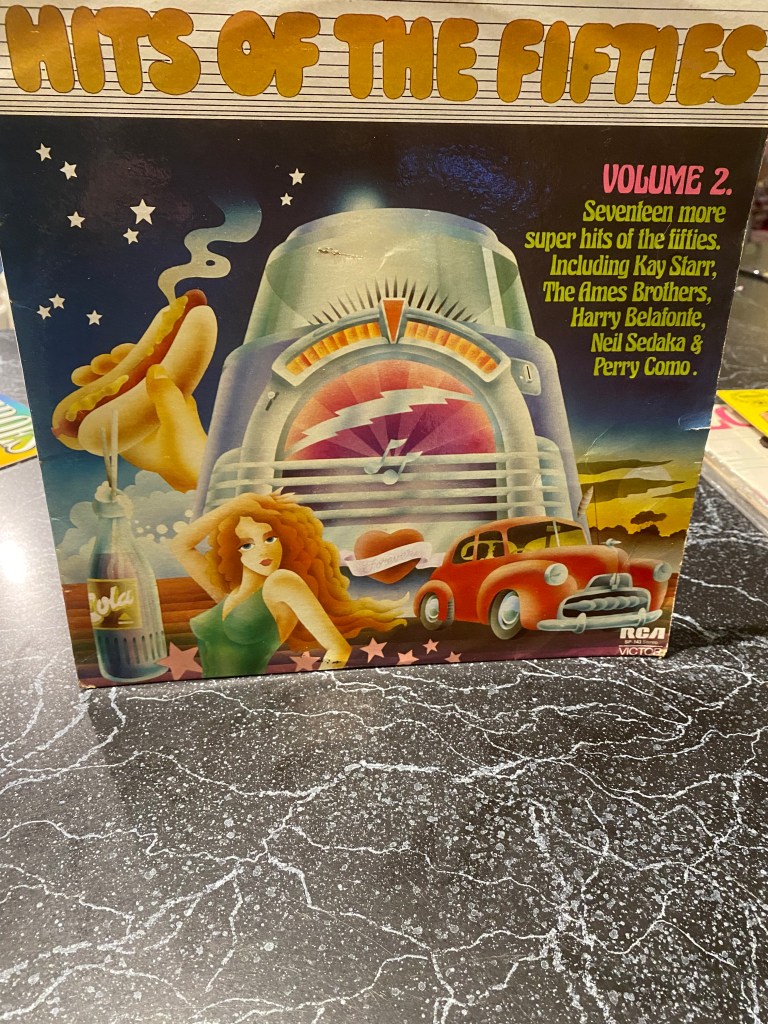 HITS OF THE FIFTIES
VOLUME 2.
Seventeen more
super hits of the fifties.
Including Kay Starr,
The Ames Brothers,
Harry Belafonte,
Neil Sedaka &
Perry Como.
Cola
RCA
VICTOR